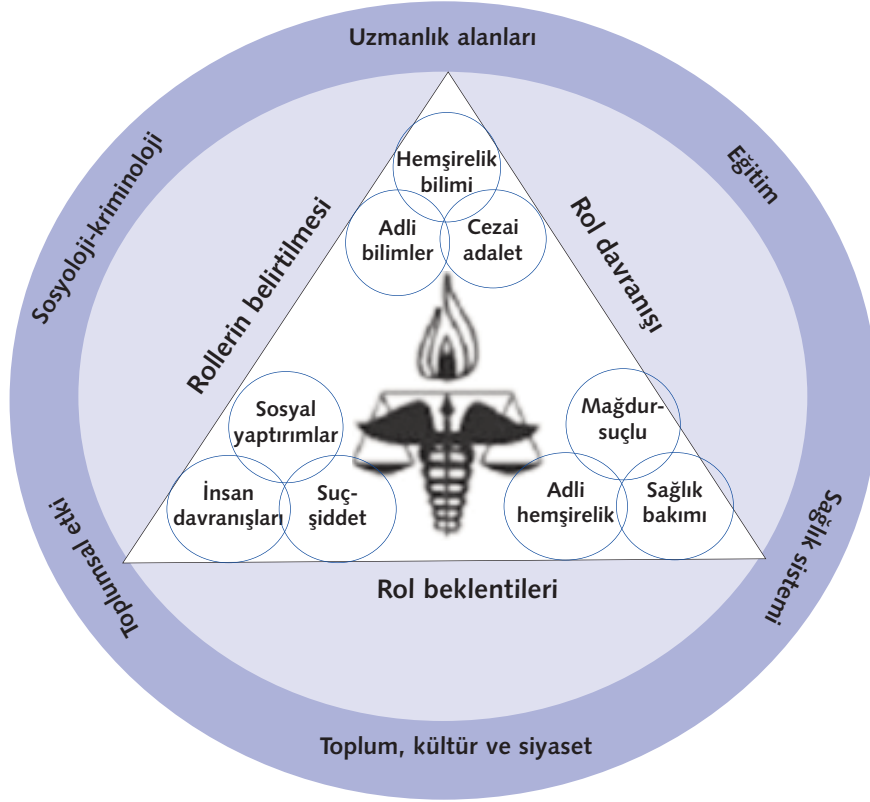 Uzmanlık alanları
Sosyoloji-kriminoloji
Eğitim
Hemşirelik
bilimi
Adli
bilimler
Cezai
adalet
Rollerin belirtilmesi
Rol davranışı
Sosyal
yaptırımlar
İnsan
davranışları
Suç-
şiddet
Mağdur-
suçlu
Adli
hemşirelik
Sağlık
bakımı
Toplumsal etki
Sağlık sistemi
Rol beklentileri
Toplum, kültür ve siyaset